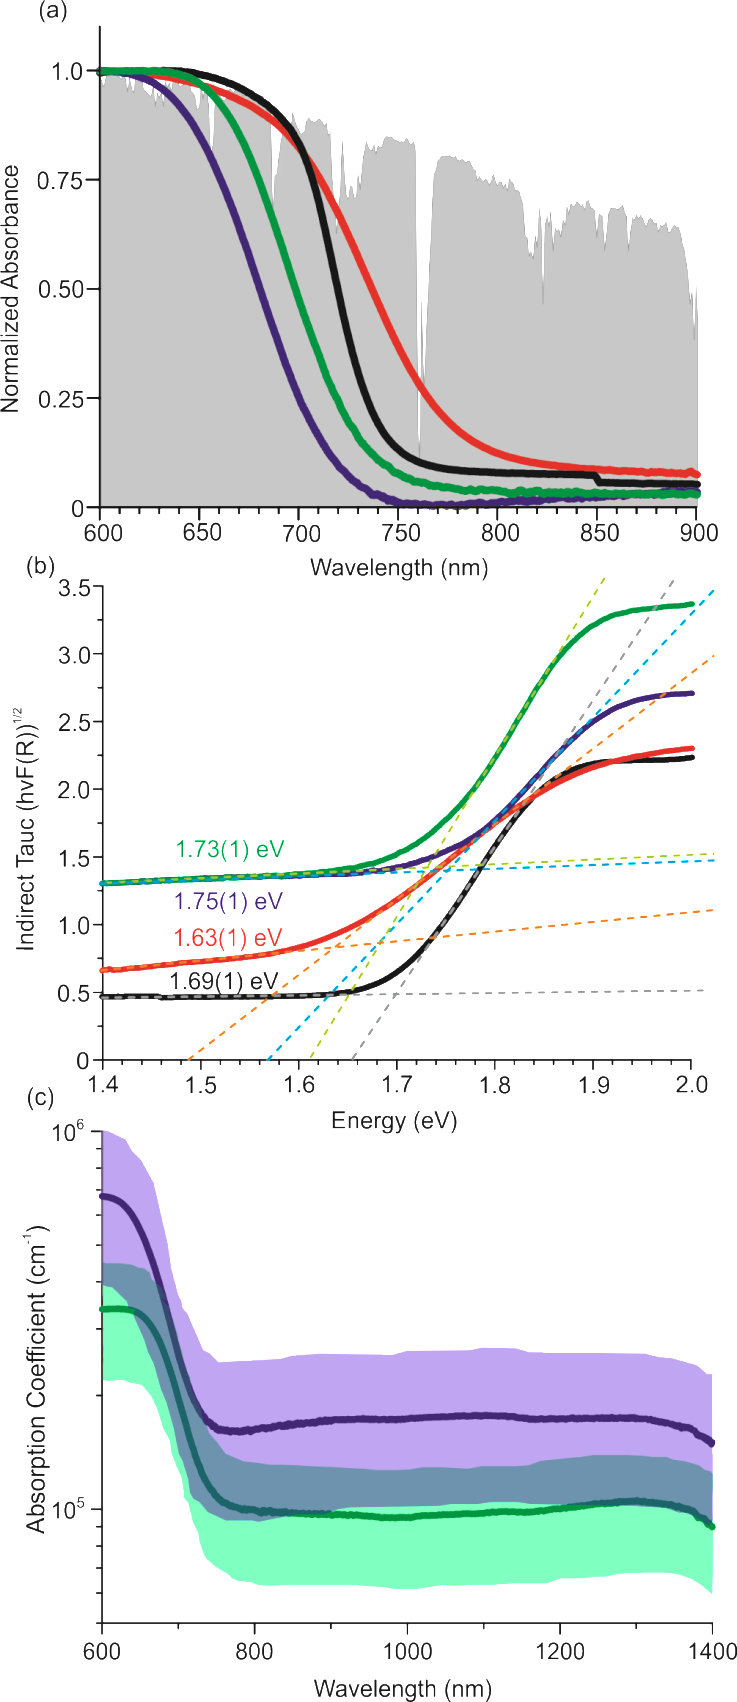 (a)
1.0
0.75
0.50
0.25
0
Normalized Absorbance
600 650 700 750 800 850 900
Wavelength (nm)
(b)
3.5
3.0
2.5
2.0
1.5
1.0
0.5
0
Indirect Tauc (hvF(R))^1/2
1.73(1) eV
1.75(1) eV
1.63(1) eV
1.69(1) eV
1.4 1.5 1.6 1.7 1.8 1.9 2.0
Energy (eV)
(c)
10^6
10^5
Absorption Coefficient (cm^-1)
600 800 1000 1200 1400
Wavelength (nm)